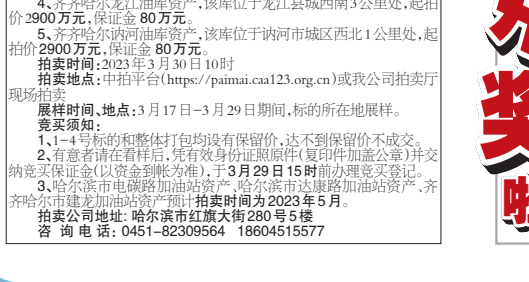 4、齐齐哈尔龙江油库资产,该库位于龙江县城西南3公里处,起拍
价2900万元,保证金 80万元。
5、齐齐哈尔讷河油库资产,该库位于讷河市城区西北1公里处,起
拍价2900万元,保证金 80万元。
拍卖时间:2023年3月30日10时
拍卖地点:中拍平台(https://paimai.caa123.org.cn)或我公司拍卖厅
现场拍卖
展样时间、地点:3月17日-3月29日期间,标的所在地展样。
竞买须知:
1、1-4号标的和整体打包均设有保留价,达不到保留价不成交。
2、有意者请在看样后,凭有效身份证照原件(复印件加盖公章)并交
纳竞买保证金(以资金到帐为准),于3月29日15时前办理竞买登记。
3、哈尔滨市电碳路加油站资产、哈尔滨市达康路加油站资产、齐
齐哈尔市建龙加油站资产预计拍卖时间为2023年5月。
拍卖公司地址: 哈尔滨市红旗大街280号5楼
咨 询 电 话: 0451-82309564 18604515577
奖